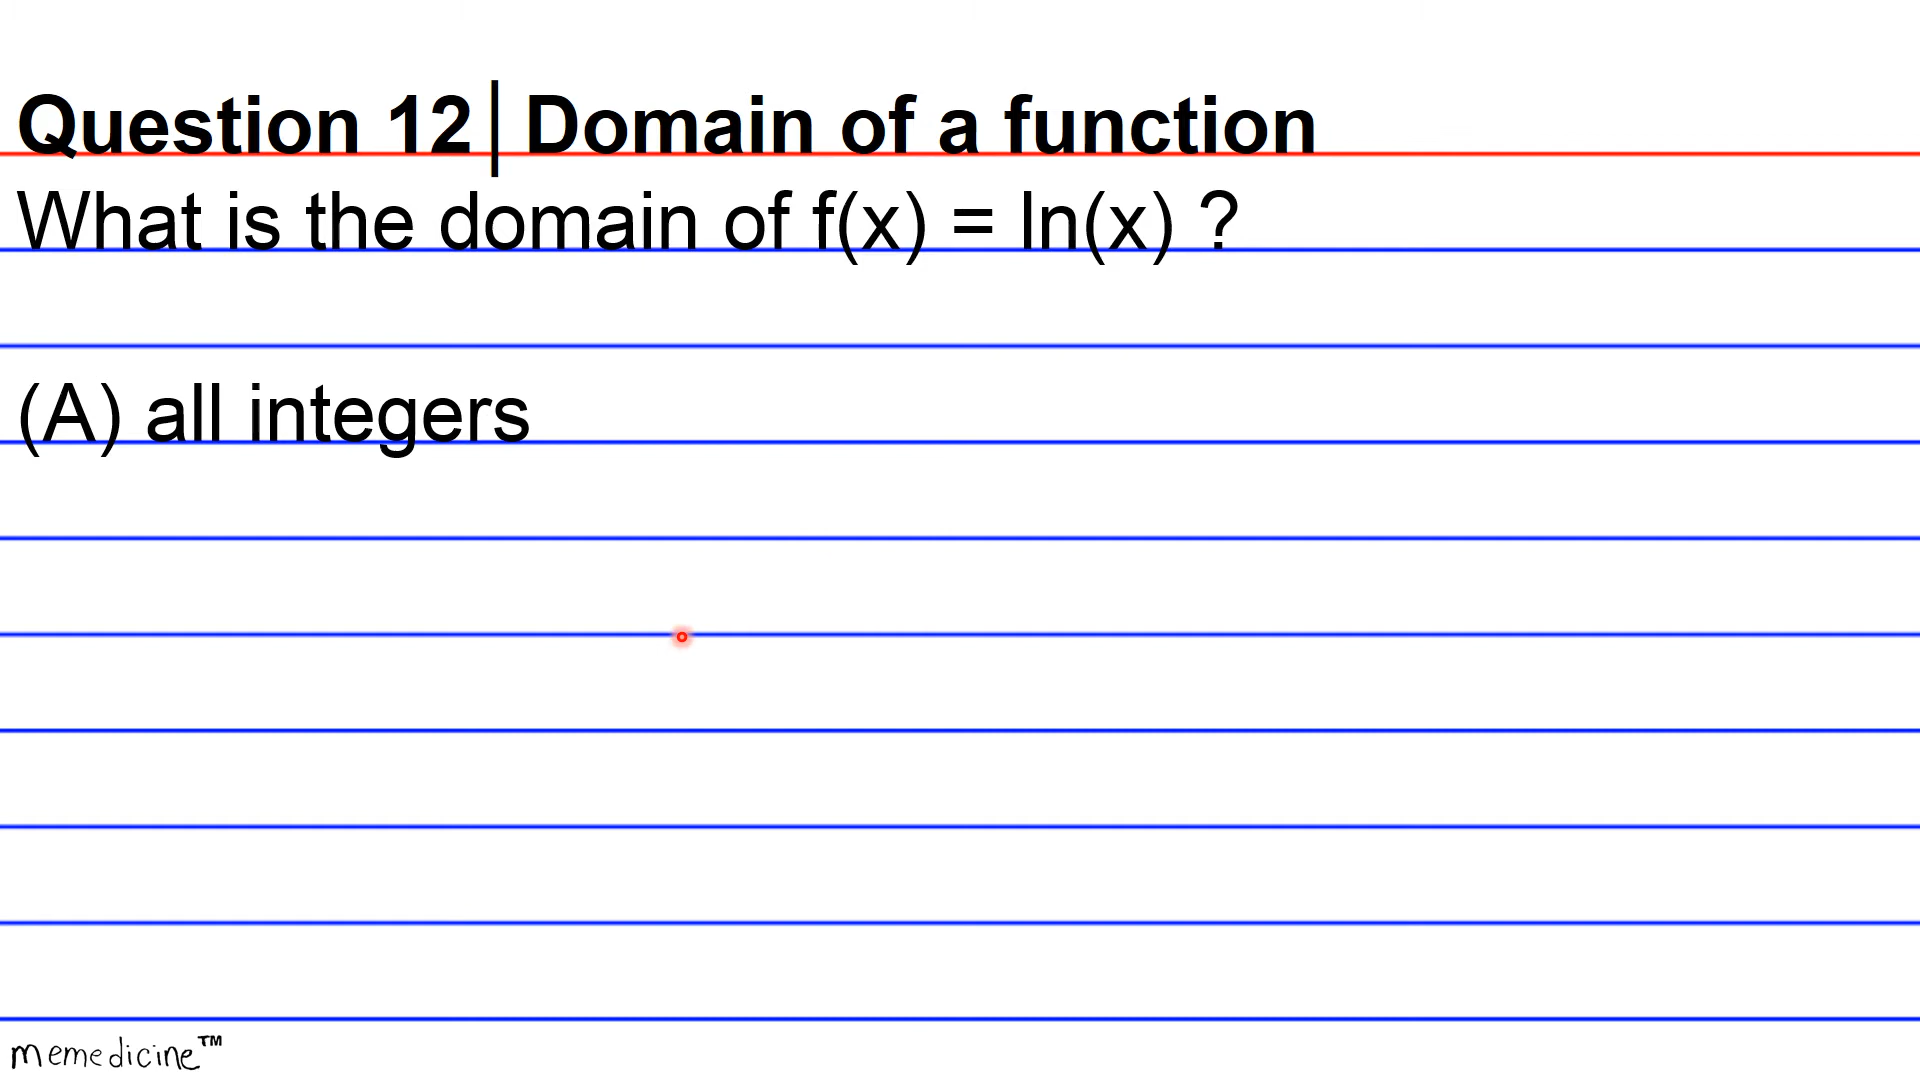 Question 12│Domain of a function
What is the domain of f(x) = ln(x) ?
(A) all integers
memedicine™